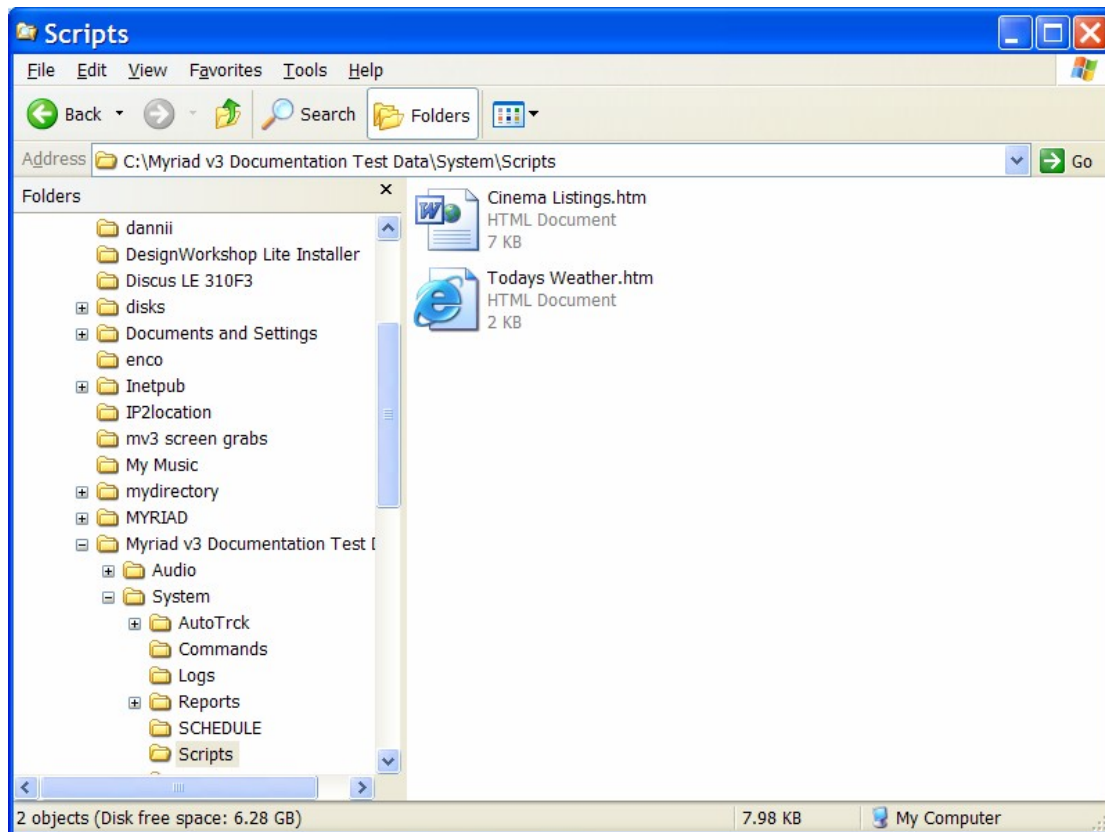 Scripts
File Edit View Favorites Tools Help
Back Search Folders
Address C:\Myriad v3 Documentation Test Data\System\Scripts Go
Folders
dannii
DesignWorkshop Lite Installer
Discus LE 310F3
disks
Documents and Settings
enco
Inetpub
IP2location
mv3 screen grabs
My Music
mydirectory
MYRIAD
Myriad v3 Documentation Test
Audio
System
AutoTrck
Commands
Logs
Reports
SCHEDULE
Scripts
Cinema Listings.htm
HTML Document
7 KB
Todays Weather.htm
HTML Document
2 KB
2 objects (Disk free space: 6.28 GB) 7.98 KB My Computer